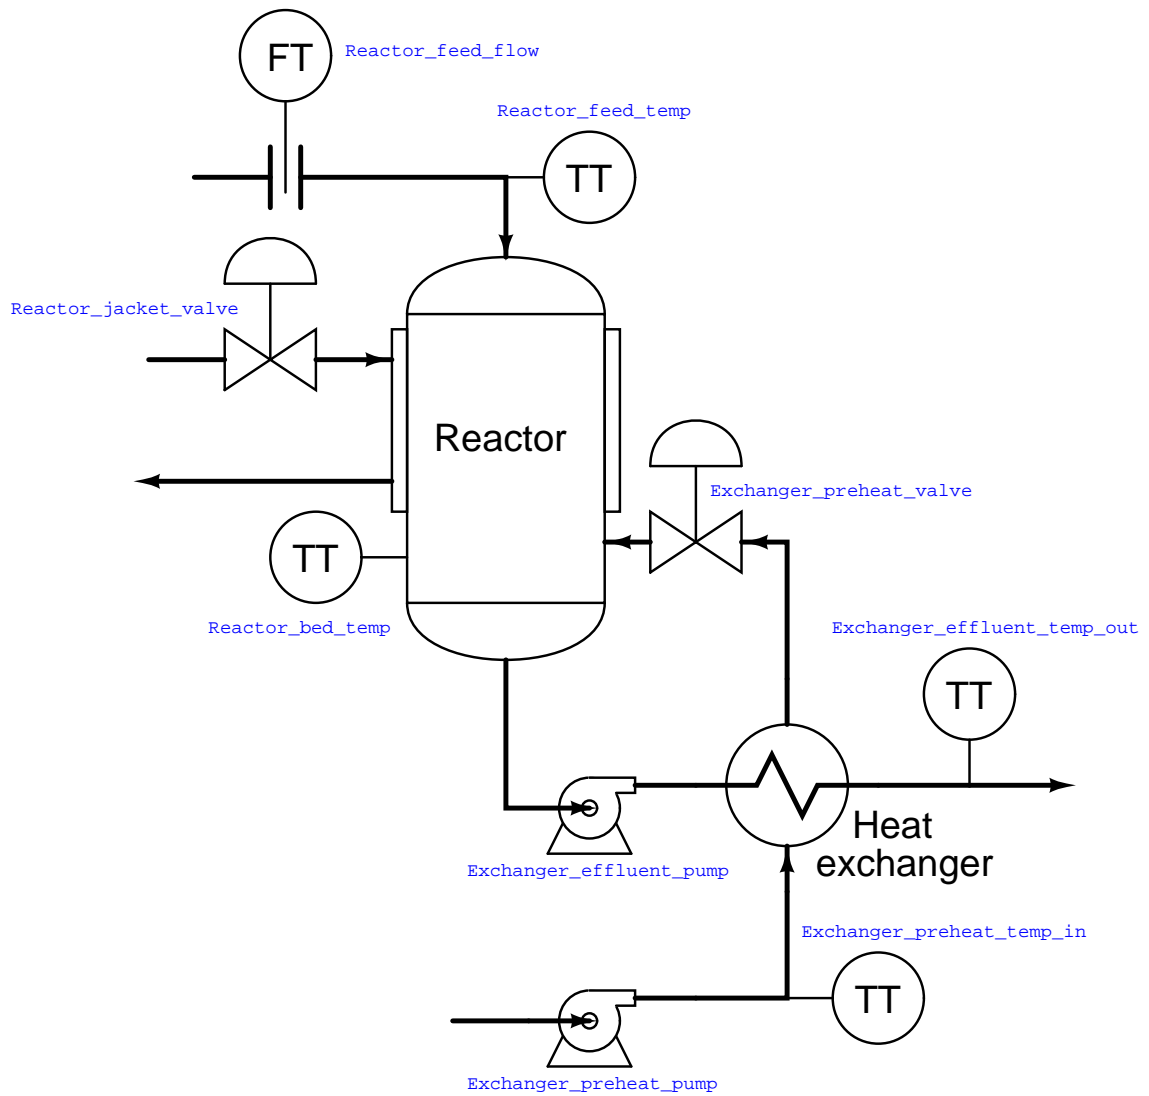 FT
Reactor_feed_flow
Reactor_feed_temp
TT
Reactor_jacket_valve
Reactor
Exchanger_preheat_valve
TT
Reactor_bed_temp
Exchanger_effluent_temp_out
TT
Heat
exchanger
Exchanger_effluent_pump
Exchanger_preheat_temp_in
TT
Exchanger_preheat_pump